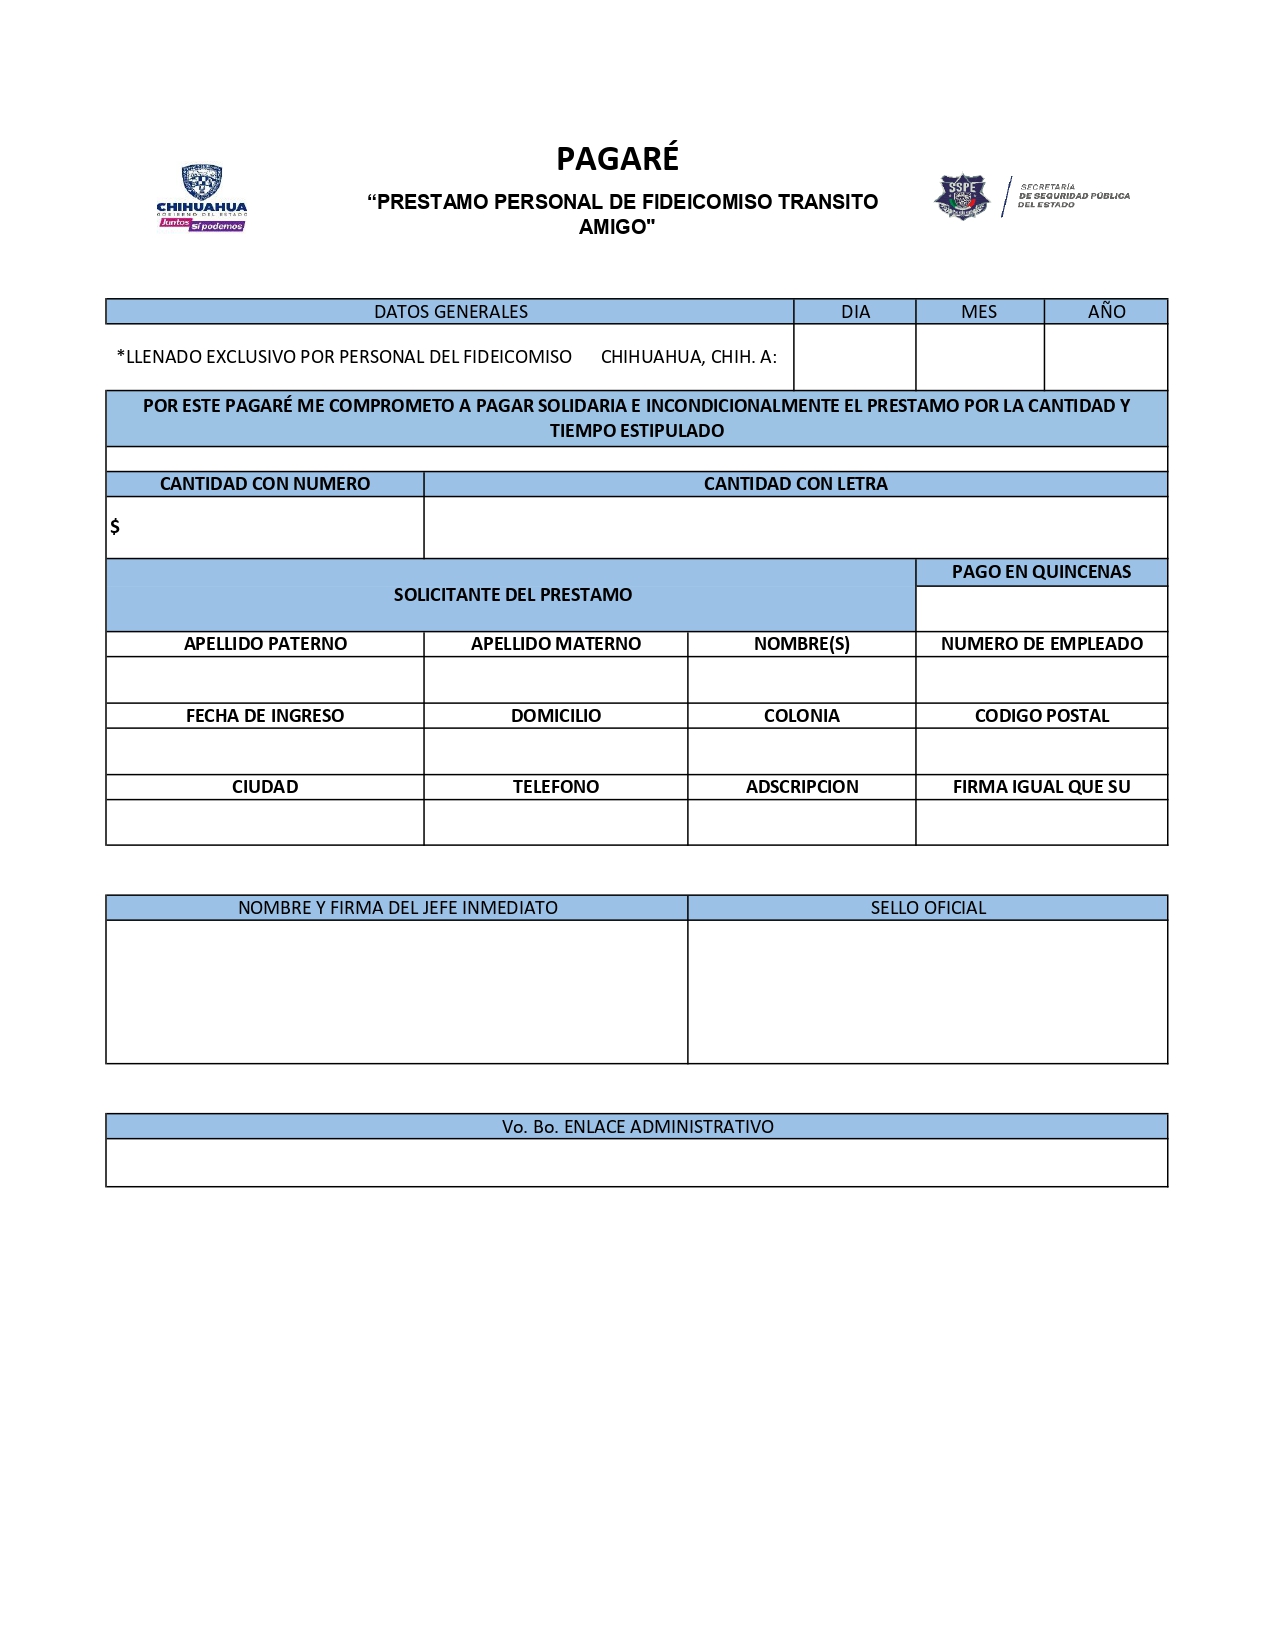 PAGARÉ
“PRESTAMO PERSONAL DE FIDEICOMISO TRANSITO
AMIGO"
CHIHUAHUA
GOBIERNO DEL ESTADO
Juntos sí podemos
SSPE
SECRETARÍA
DE SEGURIDAD PÚBLICA
DEL ESTADO
DATOS GENERALES DIA MES AÑO
*LLENADO EXCLUSIVO POR PERSONAL DEL FIDEICOMISO CHIHUAHUA, CHIH. A:
POR ESTE PAGARÉ ME COMPROMETO A PAGAR SOLIDARIA E INCONDICIONALMENTE EL PRESTAMO POR LA CANTIDAD Y
TIEMPO ESTIPULADO
CANTIDAD CON NUMERO CANTIDAD CON LETRA
$
SOLICITANTE DEL PRESTAMO PAGO EN QUINCENAS
APELLIDO PATERNO APELLIDO MATERNO NOMBRE(S) NUMERO DE EMPLEADO
FECHA DE INGRESO DOMICILIO COLONIA CODIGO POSTAL
CIUDAD TELEFONO ADSCRIPCION FIRMA IGUAL QUE SU
NOMBRE Y FIRMA DEL JEFE INMEDIATO SELLO OFICIAL
Vo. Bo. ENLACE ADMINISTRATIVO